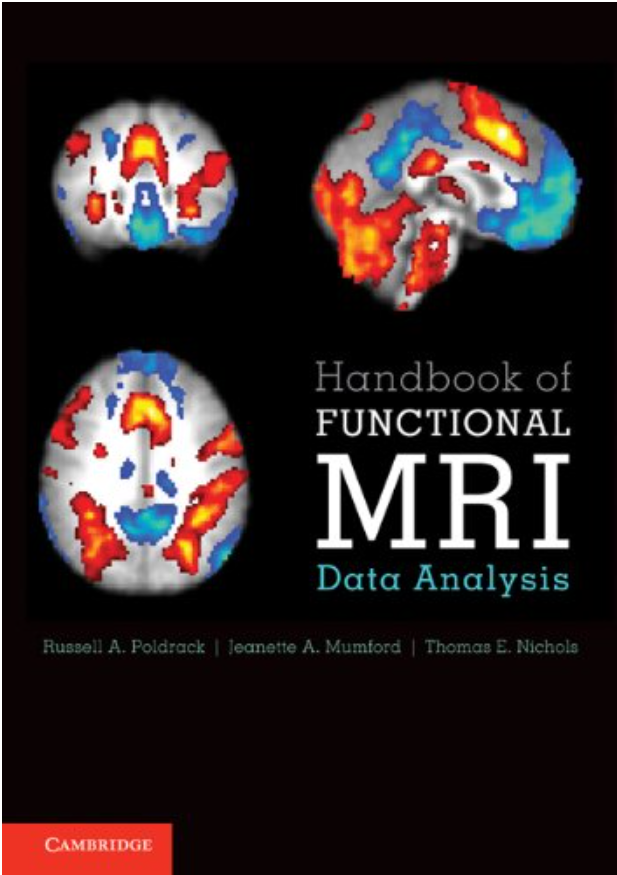 Handbook of
FUNCTIONAL
MRI
Data Analysis
Russell A. Poldrack | Jeanette A. Mumford | Thomas E. Nichols
CAMBRIDGE